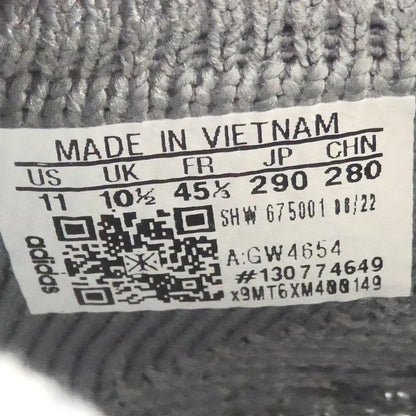 MADE IN VIETNAM
US UK FR JP CHN
11 10½ 45⅓ 290 280
SHW 675001 08/22
adidas
A:GW4654
#130774649
x9MT6XM400149